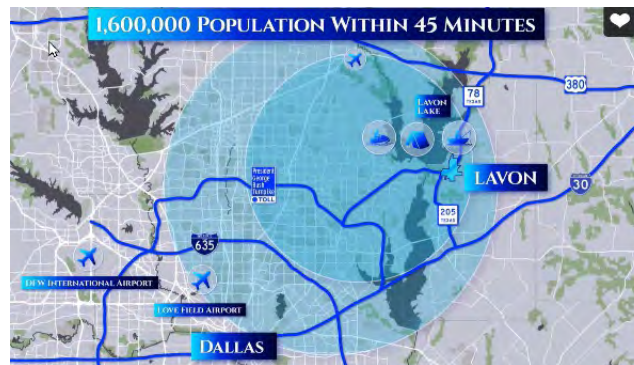 1,600,000 Population Within 45 Minutes
380
78
TEXAS
Lavon
Lake
LAVON
President
George
Bush
Turnpike
TOLL
30
205
TEXAS
635
DFW International Airport
Love Field Airport
Dallas